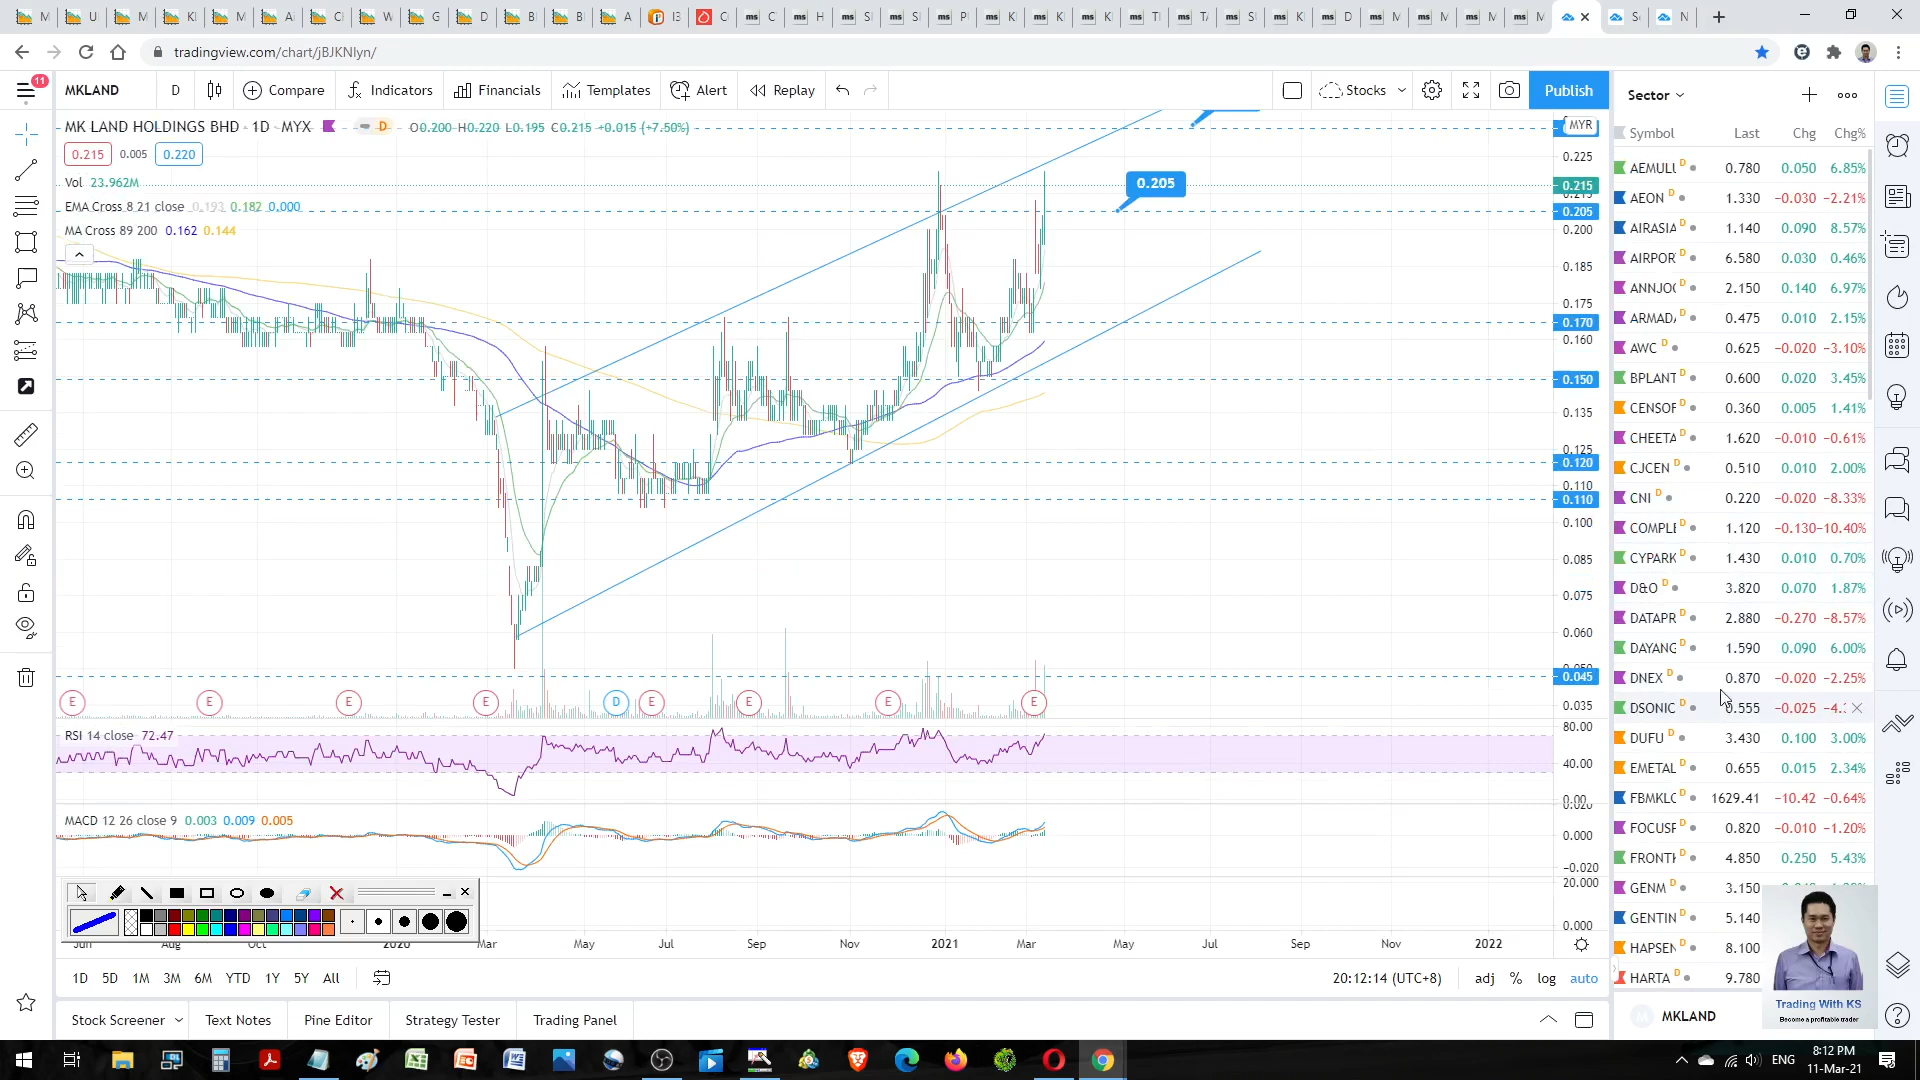 tradingview.com/chart/jBJKNlyn/
11
MKLAND D Compare Indicators Financials Templates Alert Replay Stocks Publish
MK LAND HOLDINGS BHD · 1D · MYX D O0.200 H0.220 L0.195 C0.215 +0.015 (+7.50%)
0.215 0.005 0.220
Vol 23.962M
EMA Cross 8 21 close 0.193 0.182 0.000
MA Cross 89 200 0.162 0.144
0.205
MYR
0.225
0.215
0.205
0.200
0.185
0.175
0.170
0.160
0.150
0.135
0.125
0.120
0.110
0.110
0.100
0.085
0.075
0.060
0.045
0.035
E E E E D E E E E
RSI 14 close 72.47
80.00
40.00
0.00
MACD 12 26 close 9 0.003 0.009 0.005
0.020
0.000
−0.020
20.000
0.000
Jun Aug Oct 2020 Mar May Jul Sep Nov 2021 Mar May Jul Sep Nov 2022
1D 5D 1M 3M 6M YTD 1Y 5Y All
20:12:14 (UTC+8) adj % log auto
Stock Screener Text Notes Pine Editor Strategy Tester Trading Panel
Sector
Symbol Last Chg Chg%
AEMULU D 0.780 0.050 6.85%
AEON D 1.330 −0.030 −2.21%
AIRASIA D 1.140 0.090 8.57%
AIRPOR D 6.580 0.030 0.46%
ANNJOO D 2.150 0.140 6.97%
ARMADA D 0.475 0.010 2.15%
AWC D 0.625 −0.020 −3.10%
BPLANT D 0.600 0.020 3.45%
CENSOF D 0.360 0.005 1.41%
CHEETA D 1.620 −0.010 −0.61%
CJCEN D 0.510 0.010 2.00%
CNI D 0.220 −0.020 −8.33%
COMPLE D 1.120 −0.130 −10.40%
CYPARK D 1.430 0.010 0.70%
D&O D 3.820 0.070 1.87%
DATAPR D 2.880 −0.270 −8.57%
DAYANG D 1.590 0.090 6.00%
DNEX D 0.870 −0.020 −2.25%
DSONIC D 0.555 −0.025 −4.
DUFU D 3.430 0.100 3.00%
EMETAL D 0.655 0.015 2.34%
FBMKLC D 1629.41 −10.42 −0.64%
FOCUSP D 0.820 −0.010 −1.20%
FRONTK D 4.850 0.250 5.43%
GENM D 3.150
GENTIN D 5.140
HAPSEN D 8.100
HARTA D 9.780
M MKLAND
Trading With KS
Become a profitable trader
ENG
8:12 PM
11-Mar-21